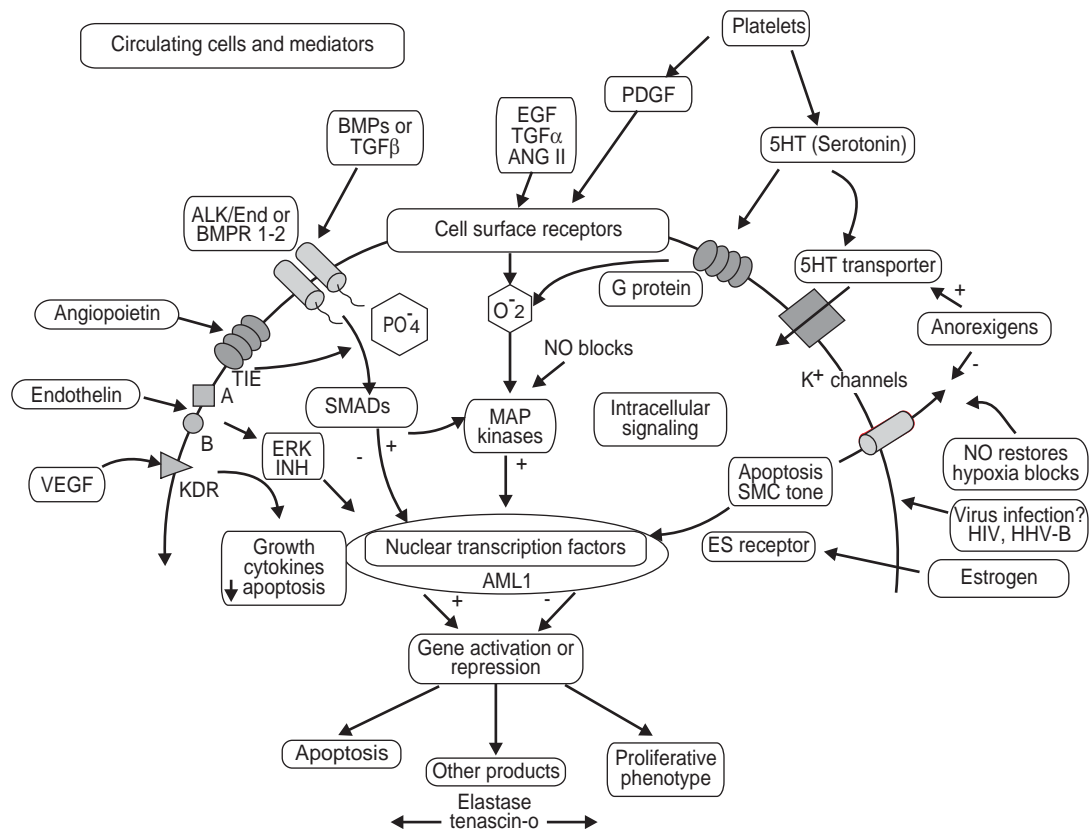 Circulating cells and mediators
Platelets
PDGF
EGF
TGFα
ANG II
BMPs or
TGFβ
5HT (Serotonin)
ALK/End or
BMPR 1-2
Cell surface receptors
5HT transporter
G protein
+
Angiopoietin
PO⁻4
O⁻2
Anorexigens
NO blocks
-
TIE
K+ channels
Endothelin
A
SMADs
MAP
kinases
Intracellular
signaling
B
+
-
ERK
INH
+
NO restores
hypoxia blocks
VEGF
KDR
Apoptosis
SMC tone
Virus infection?
HIV, HHV-B
Growth
cytokines
apoptosis
Nuclear transcription factors
ES receptor
AML1
Estrogen
+
-
Gene activation or
repression
Apoptosis
Other products
Proliferative
phenotype
Elastase
tenascin-o